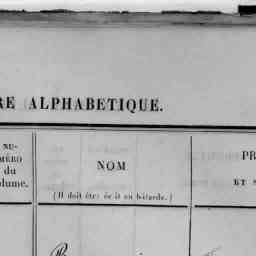 RE ALPHABETIQUE.
NU-
MÉRO
du
olume.
NOM
(Il doit être écrit en bâtarde.)
PR
ET S